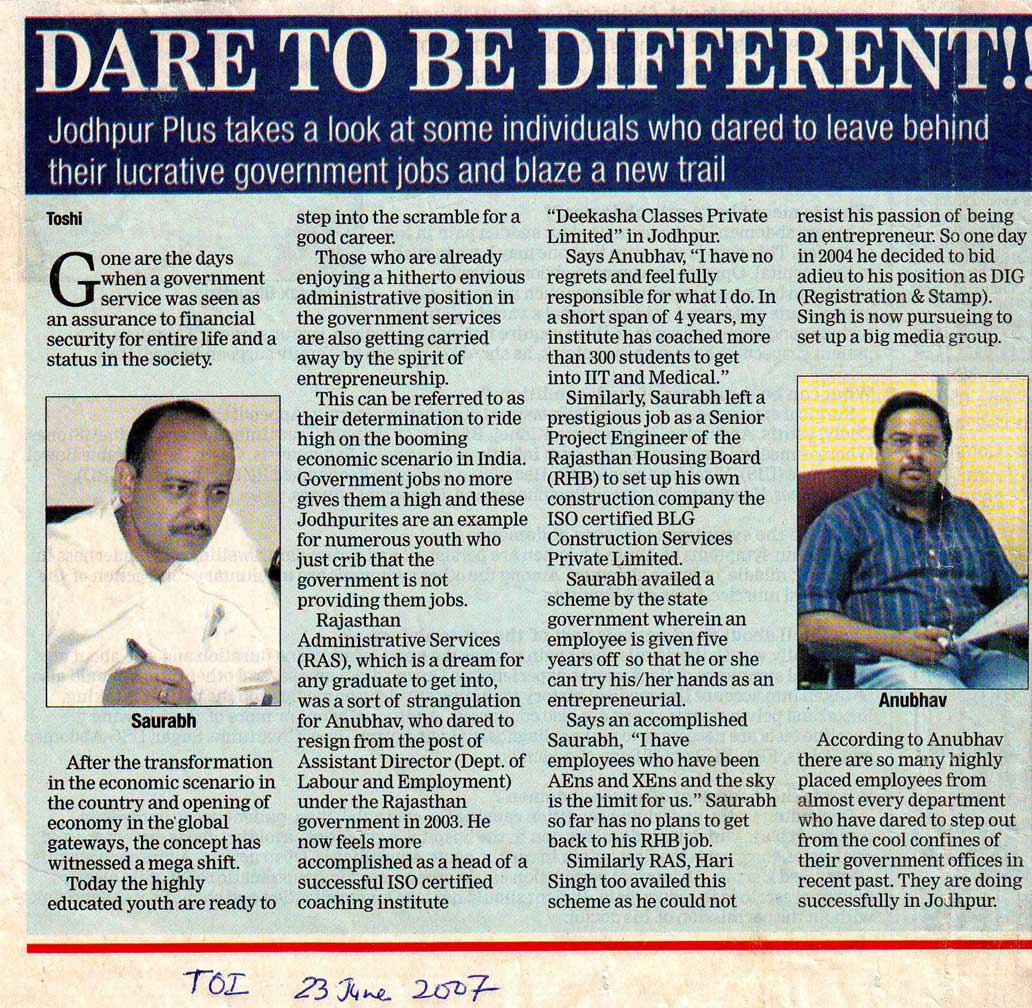 DARE TO BE DIFFERENT!!
Jodhpur Plus takes a look at some individuals who dared to leave behind
their lucrative government jobs and blaze a new trail
Toshi
Gone are the days
when a government
service was seen as
an assurance to financial
security for entire life and a
status in the society.
Saurabh
After the transformation
in the economic scenario in
the country and opening of
economy in the global
gateways, the concept has
witnessed a mega shift.
Today the highly
educated youth are ready to
step into the scramble for a
good career.
Those who are already
enjoying a hitherto envious
administrative position in
the government services
are also getting carried
away by the spirit of
entrepreneurship.
This can be referred to as
their determination to ride
high on the booming
economic scenario in India.
Government jobs no more
gives them a high and these
Jodhpurites are an example
for numerous youth who
just crib that the
government is not
providing them jobs.
Rajasthan
Administrative Services
(RAS), which is a dream for
any graduate to get into,
was a sort of strangulation
for Anubhav, who dared to
resign from the post of
Assistant Director (Dept. of
Labour and Employment)
under the Rajasthan
government in 2003. He
now feels more
accomplished as a head of a
successful ISO certified
coaching institute
"Deekasha Classes Private
Limited" in Jodhpur.
Says Anubhav, "I have no
regrets and feel fully
responsible for what I do. In
a short span of 4 years, my
institute has coached more
than 300 students to get
into IIT and Medical."
Similarly, Saurabh left a
prestigious job as a Senior
Project Engineer of the
Rajasthan Housing Board
(RHB) to set up his own
construction company the
ISO certified BLG
Construction Services
Private Limited.
Saurabh availed a
scheme by the state
government wherein an
employee is given five
years off so that he or she
can try his/her hands as an
entrepreneurial.
Says an accomplished
Saurabh, "I have
employees who have been
AEns and XEns and the sky
is the limit for us." Saurabh
so far has no plans to get
back to his RHB job.
Similarly RAS, Hari
Singh too availed this
scheme as he could not
resist his passion of being
an entrepreneur. So one day
in 2004 he decided to bid
adieu to his position as DIG
(Registration & Stamp).
Singh is now pursueing to
set up a big media group.
Anubhav
According to Anubhav
there are so many highly
placed employees from
almost every department
who have dared to step out
from the cool confines of
their government offices in
recent past. They are doing
successfully in Jodhpur.
TOI 23 June 2007